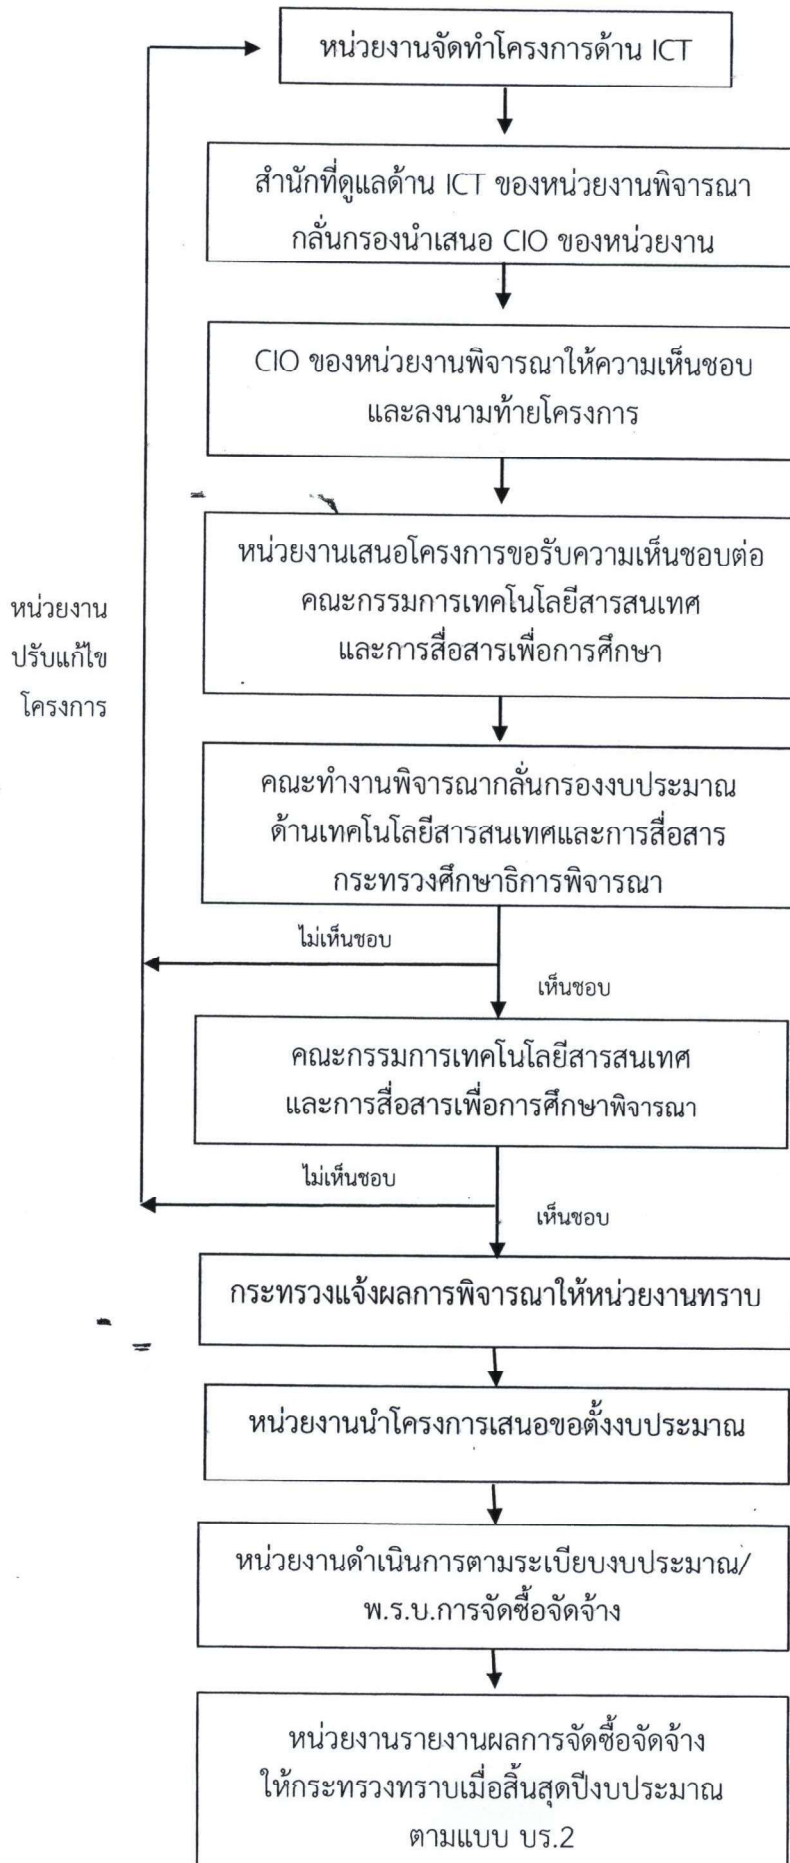 หน่วยงานจัดทำโครงการด้าน ICT
สำนักที่ดูแลด้าน ICT ของหน่วยงานพิจารณา
กลั่นกรองนำเสนอ CIO ของหน่วยงาน
CIO ของหน่วยงานพิจารณาให้ความเห็นชอบ
และลงนามท้ายโครงการ
หน่วยงานเสนอโครงการขอรับความเห็นชอบต่อ
คณะกรรมการเทคโนโลยีสารสนเทศ
และการสื่อสารเพื่อการศึกษา
หน่วยงาน
ปรับแก้ไข
โครงการ
คณะทำงานพิจารณากลั่นกรองงบประมาณ
ด้านเทคโนโลยีสารสนเทศและการสื่อสาร
กระทรวงศึกษาธิการพิจารณา
ไม่เห็นชอบ
เห็นชอบ
คณะกรรมการเทคโนโลยีสารสนเทศ
และการสื่อสารเพื่อการศึกษาพิจารณา
ไม่เห็นชอบ
เห็นชอบ
กระทรวงแจ้งผลการพิจารณาให้หน่วยงานทราบ
หน่วยงานนำโครงการเสนอขอตั้งงบประมาณ
หน่วยงานดำเนินการตามระเบียบงบประมาณ/
พ.ร.บ.การจัดซื้อจัดจ้าง
หน่วยงานรายงานผลการจัดซื้อจัดจ้าง
ให้กระทรวงทราบเมื่อสิ้นสุดปีงบประมาณ
ตามแบบ บร.2